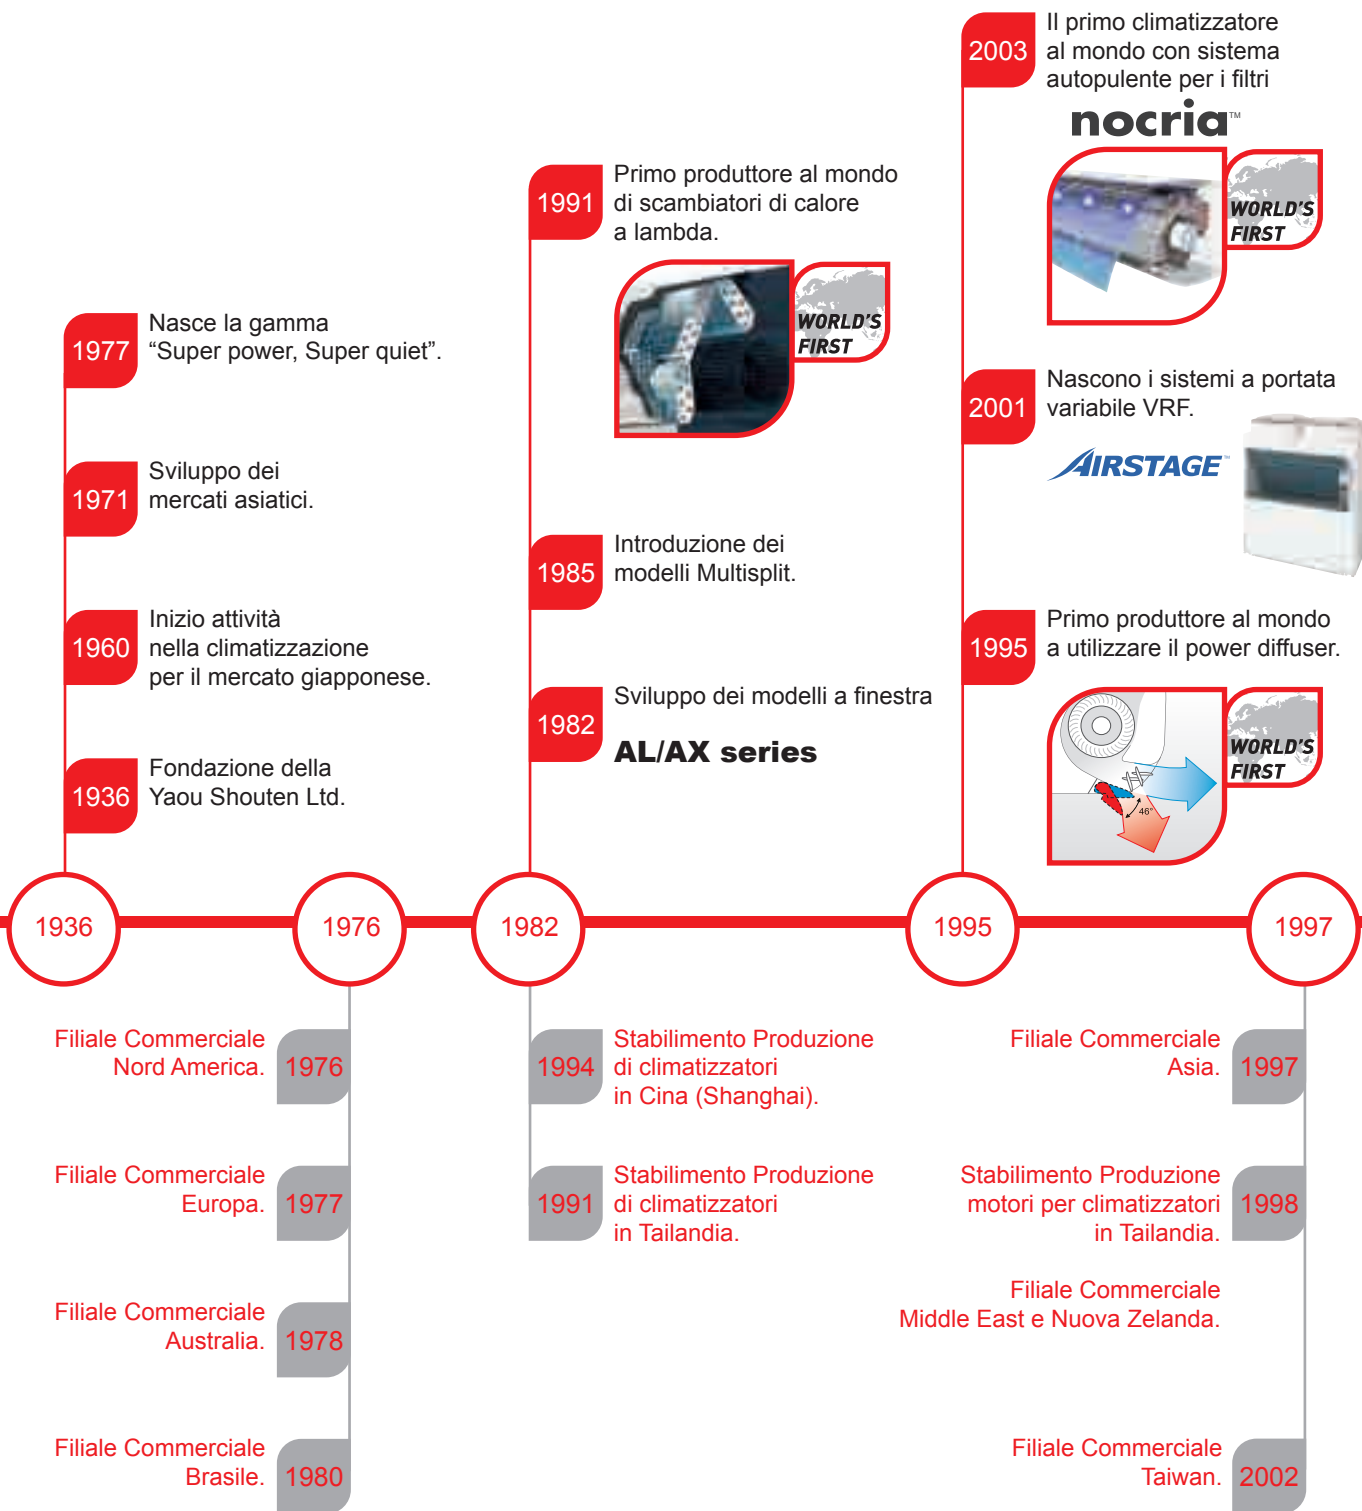 2003
Il primo climatizzatore
al mondo con sistema
autopulente per i filtri
nocria™
WORLD'S
FIRST
1991
Primo produttore al mondo
di scambiatori di calore
a lambda.
WORLD'S
FIRST
1977
Nasce la gamma
“Super power, Super quiet”.
2001
Nascono i sistemi a portata
variabile VRF.
AIRSTAGE™
1971
Sviluppo dei
mercati asiatici.
1985
Introduzione dei
modelli Multisplit.
1960
Inizio attività
nella climatizzazione
per il mercato giapponese.
1995
Primo produttore al mondo
a utilizzare il power diffuser.
46°
WORLD'S
FIRST
1982
Sviluppo dei modelli a finestra
AL/AX series
1936
Fondazione della
Yaou Shouten Ltd.
1936
1976
1982
1995
1997
Filiale Commerciale
Nord America.
1976
1994
Stabilimento Produzione
di climatizzatori
in Cina (Shanghai).
Filiale Commerciale
Asia.
1997
Filiale Commerciale
Europa.
1977
1991
Stabilimento Produzione
di climatizzatori
in Tailandia.
Stabilimento Produzione
motori per climatizzatori
in Tailandia.
1998
Filiale Commerciale
Middle East e Nuova Zelanda.
Filiale Commerciale
Australia.
1978
Filiale Commerciale
Brasile.
1980
Filiale Commerciale
Taiwan.
2002